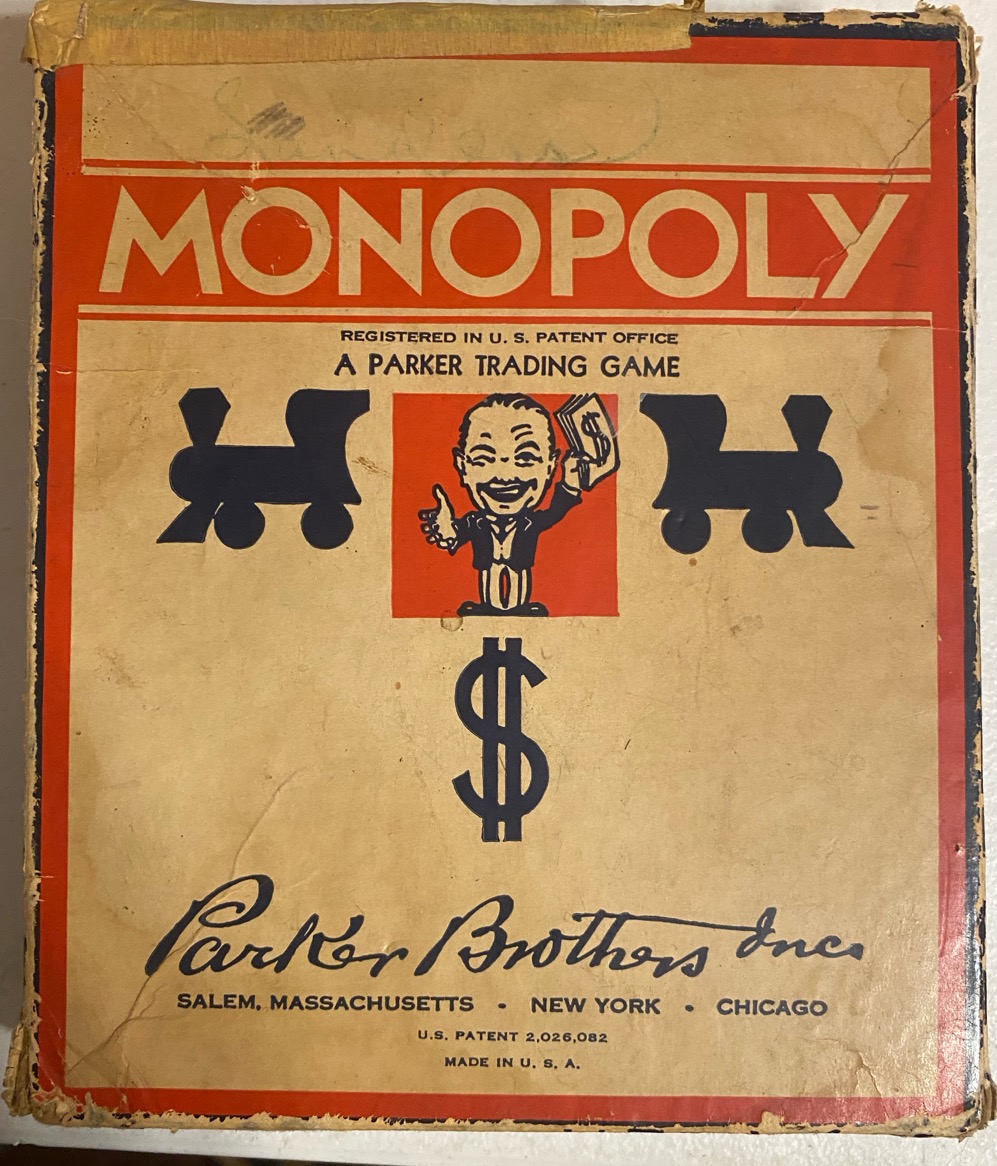 MONOPOLY
REGISTERED IN U. S. PATENT OFFICE
A PARKER TRADING GAME
$
$
Parker Brothers Inc.
SALEM, MASSACHUSETTS • NEW YORK • CHICAGO
U.S. PATENT 2,026,082
MADE IN U. S. A.